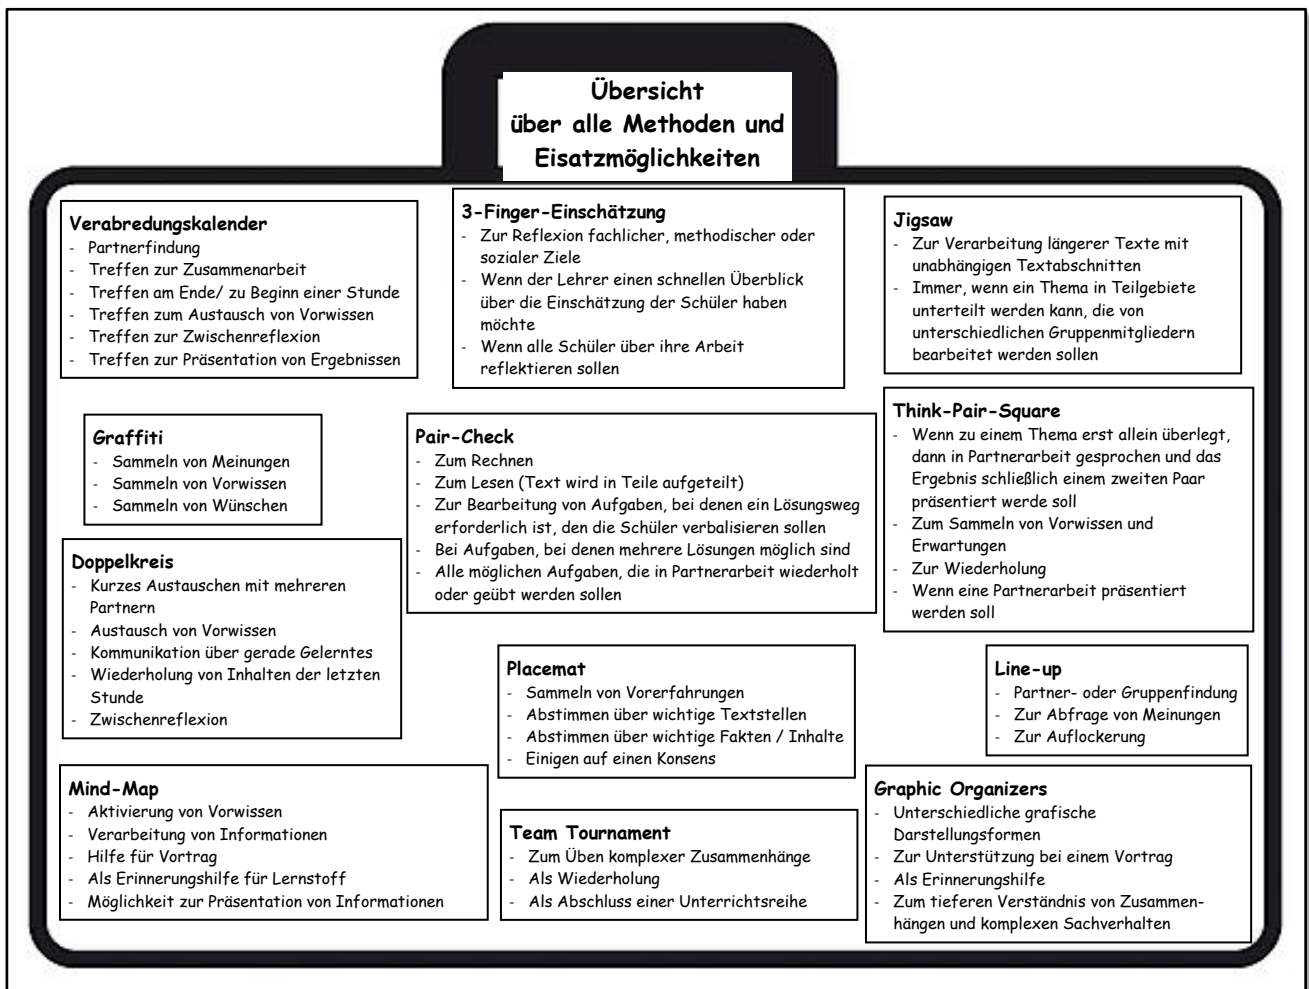 Übersicht
über alle Methoden und
Eisatzmöglichkeiten
Verabredungskalender
- Partnerfindung
- Treffen zur Zusammenarbeit
- Treffen am Ende/ zu Beginn einer Stunde
- Treffen zum Austausch von Vorwissen
- Treffen zur Zwischenreflexion
- Treffen zur Präsentation von Ergebnissen
3-Finger-Einschätzung
- Zur Reflexion fachlicher, methodischer oder
sozialer Ziele
- Wenn der Lehrer einen schnellen Überblick
über die Einschätzung der Schüler haben
möchte
- Wenn alle Schüler über ihre Arbeit
reflektieren sollen
Jigsaw
- Zur Verarbeitung längerer Texte mit
unabhängigen Textabschnitten
- Immer, wenn ein Thema in Teilgebiete
unterteilt werden kann, die von
unterschiedlichen Gruppenmitgliedern
bearbeitet werden sollen
Graffiti
- Sammeln von Meinungen
- Sammeln von Vorwissen
- Sammeln von Wünschen
Pair-Check
- Zum Rechnen
- Zum Lesen (Text wird in Teile aufgeteilt)
- Zur Bearbeitung von Aufgaben, bei denen ein Lösungsweg
erforderlich ist, den die Schüler verbalisieren sollen
- Bei Aufgaben, bei denen mehrere Lösungen möglich sind
- Alle möglichen Aufgaben, die in Partnerarbeit wiederholt
oder geübt werden sollen
Think-Pair-Square
- Wenn zu einem Thema erst allein überlegt,
dann in Partnerarbeit gesprochen und das
Ergebnis schließlich einem zweiten Paar
präsentiert werde soll
- Zum Sammeln von Vorwissen und
Erwartungen
- Zur Wiederholung
- Wenn eine Partnerarbeit präsentiert
werden soll
Doppelkreis
- Kurzes Austauschen mit mehreren
Partnern
- Austausch von Vorwissen
- Kommunikation über gerade Gelerntes
- Wiederholung von Inhalten der letzten
Stunde
- Zwischenreflexion
Placemat
- Sammeln von Vorerfahrungen
- Abstimmen über wichtige Textstellen
- Abstimmen über wichtige Fakten / Inhalte
- Einigen auf einen Konsens
Line-up
- Partner- oder Gruppenfindung
- Zur Abfrage von Meinungen
- Zur Auflockerung
Mind-Map
- Aktivierung von Vorwissen
- Verarbeitung von Informationen
- Hilfe für Vortrag
- Als Erinnerungshilfe für Lernstoff
- Möglichkeit zur Präsentation von Informationen
Team Tournament
- Zum Üben komplexer Zusammenhänge
- Als Wiederholung
- Als Abschluss einer Unterrichtsreihe
Graphic Organizers
- Unterschiedliche grafische
Darstellungsformen
- Zur Unterstützung bei einem Vortrag
- Als Erinnerungshilfe
- Zum tieferen Verständnis von Zusammen-
hängen und komplexen Sachverhalten